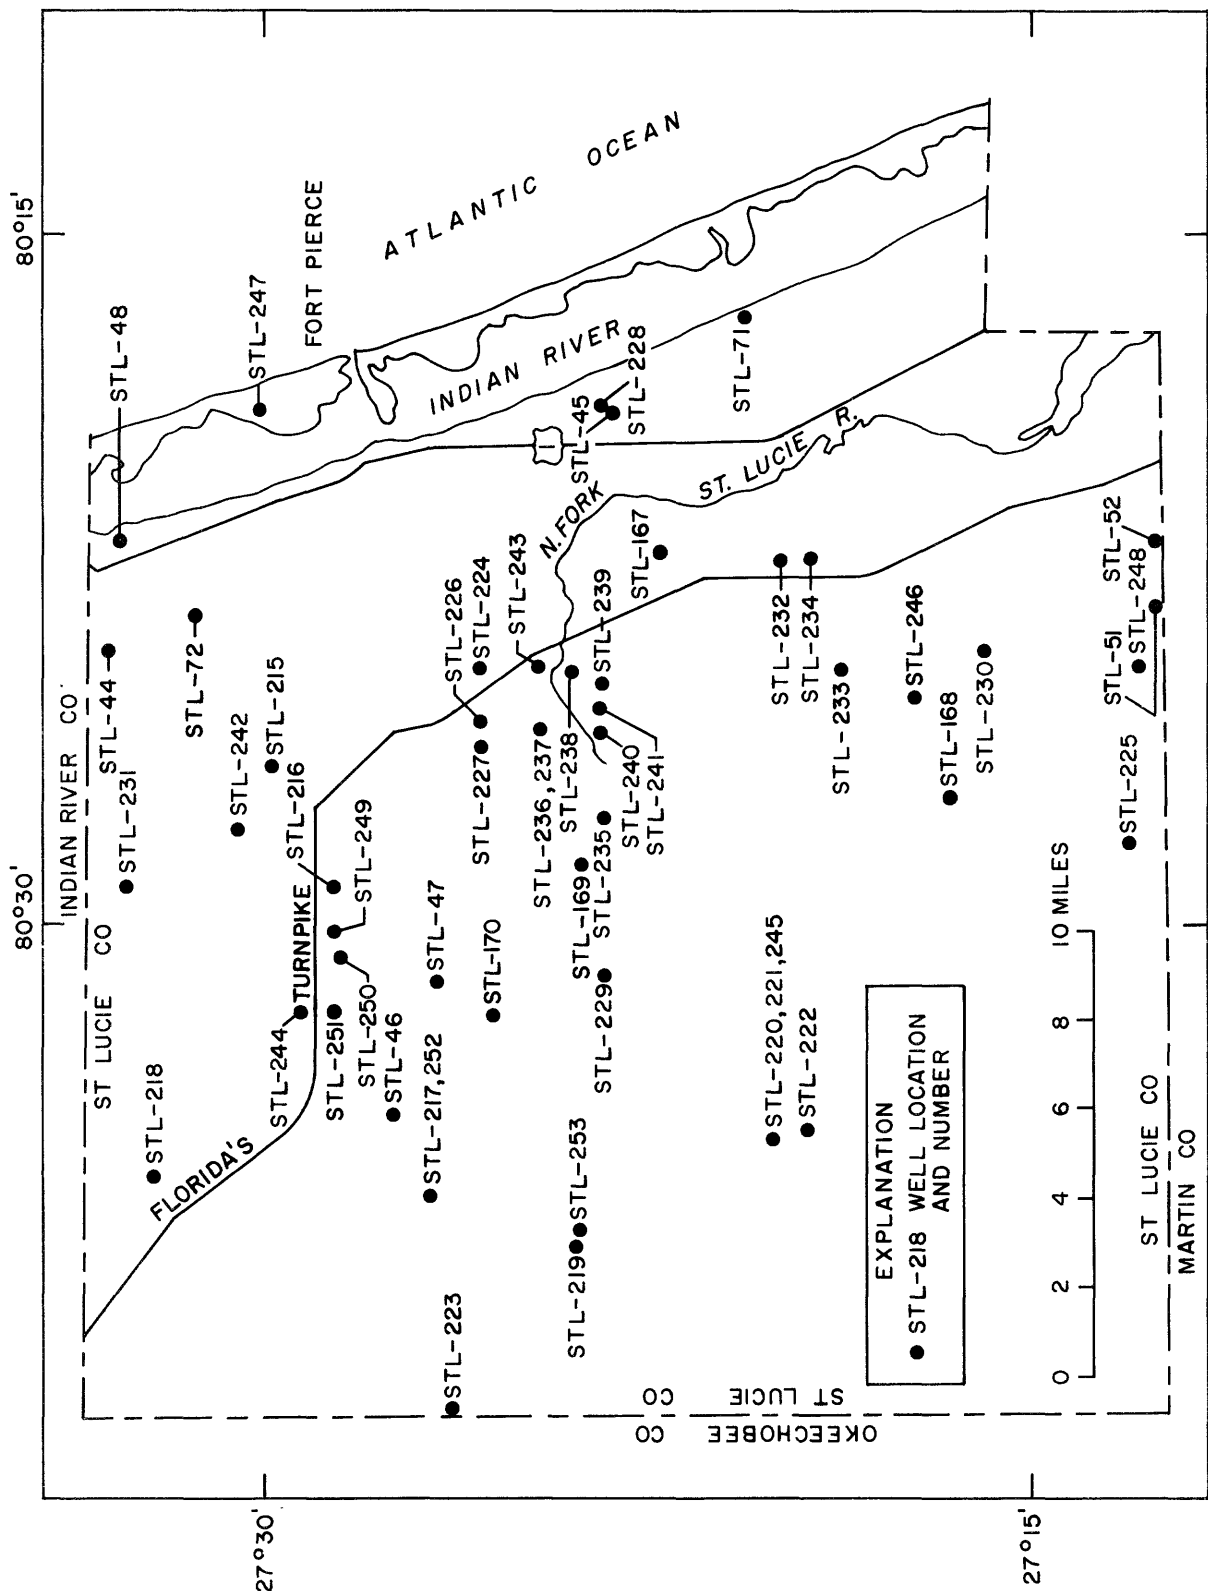 80°30'
80°15'
INDIAN RIVER CO
ST LUCIE CO
STL-231
STL-44
STL-48
STL-218
STL-72
STL-242
STL-215
STL-247
FORT PIERCE
FLORIDA'S TURNPIKE
STL-244
STL-216
STL-249
STL-251
STL-250
STL-46
STL-47
STL-217,252
STL-223
STL-170
STL-227
STL-226
STL-224
STL-243
ATLANTIC OCEAN
INDIAN RIVER
STL-236,237
STL-238
STL-239
N. FORK
ST. LUCIE R.
STL-45
STL-228
STL-71
STL-219
STL-253
STL-169
STL-229
STL-235
STL-240
STL-241
STL-167
STL-220,221,245
STL-222
STL-232
STL-234
STL-233
STL-246
STL-168
STL-230
STL-225
STL-51
STL-248
STL-52
OKEECHOBEE CO
ST LUCIE CO
EXPLANATION
STL-218 WELL LOCATION
AND NUMBER
0 2 4 6 8 10 MILES
ST LUCIE CO
MARTIN CO
27°30'
27°15'